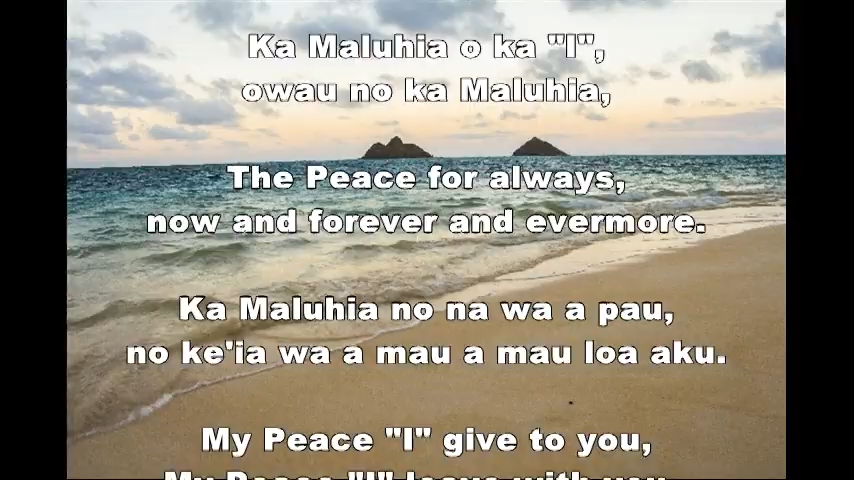 Ka Maluhia o ka "I",
owau no ka Maluhia,
The Peace for always,
now and forever and evermore.
Ka Maluhia no na wa a pau,
no ke'ia wa a mau a mau loa aku.
My Peace "I" give to you,
My Peace "I" leave with you